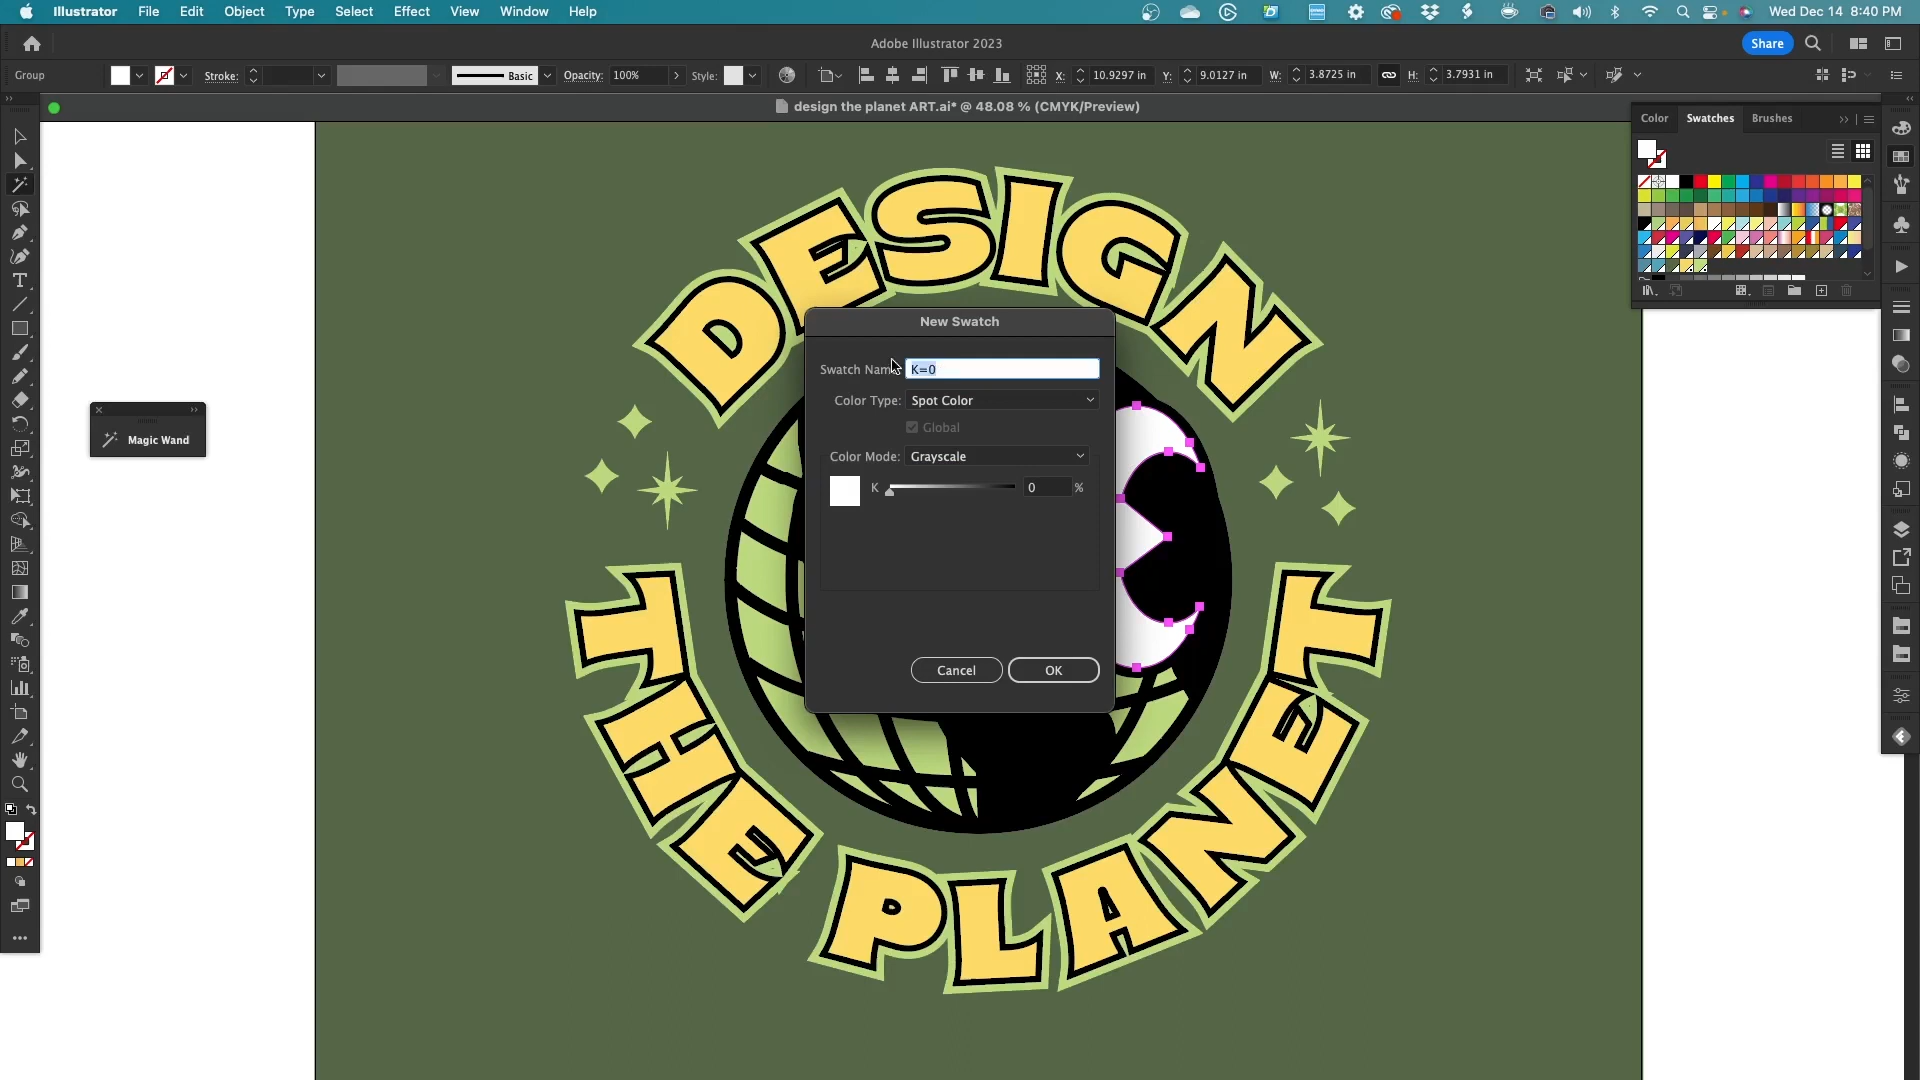 Illustrator File Edit Object Type Select Effect View Window Help Wed Dec 14 8:40 PM
Adobe Illustrator 2023 Share
Group Stroke: Basic Opacity: 100% Style: X: 10.9297 in Y: 9.0127 in W: 3.8725 in H: 3.7931 in
design the planet ART.ai* @ 48.08 % (CMYK/Preview)
Color Swatches Brushes
DESIGN
New Swatch
Swatch Nam K=0
Color Type: Spot Color
Global
Color Mode: Grayscale
K 0 %
Cancel OK
Magic Wand
THE PLANET